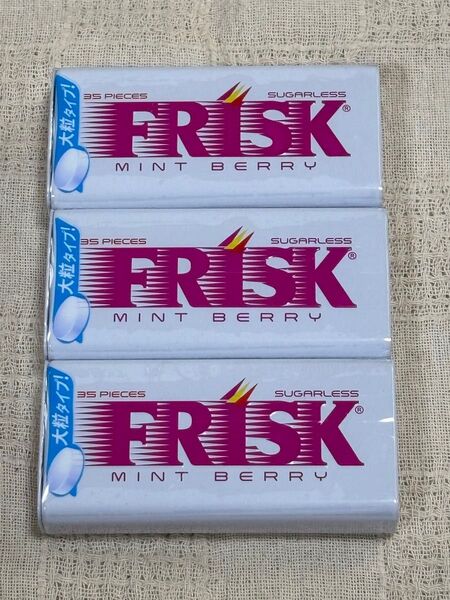 大粒タイプ!
35 PIECES SUGARLESS
FRISK®
MINT BERRY
大粒タイプ!
35 PIECES SUGARLESS
FRISK®
MINT BERRY
大粒タイプ!
35 PIECES SUGARLESS
FRISK®
MINT BERRY